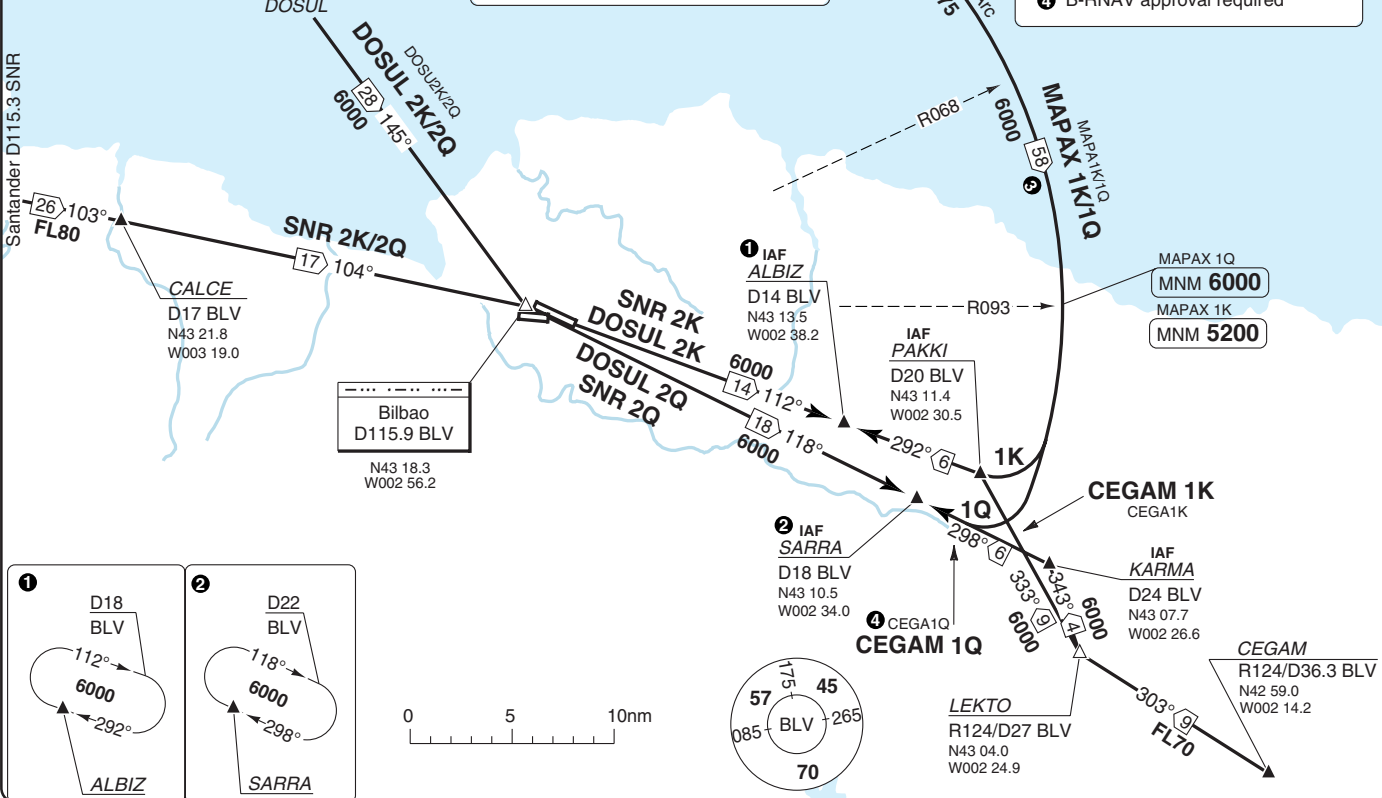 DOSUL
Arc
75
❹ B-RNAV approval required
Santander D115.3 SNR
DOSU2K/2Q
DOSUL 2K/2Q
28
145°
6000
R068
6000
58
❸
MAPA1K/1Q
MAPAX 1K/1Q
26
103°
FL80
SNR 2K/2Q
17
104°
CALCE
D17 BLV
N43 21.8
W003 19.0
❶ IAF
ALBIZ
D14 BLV
N43 13.5
W002 38.2
R093
MAPAX 1Q
MNM 6000
MAPAX 1K
MNM 5200
IAF
PAKKI
D20 BLV
N43 11.4
W002 30.5
SNR 2K
DOSUL 2K
6000
14
112°
DOSUL 2Q
SNR 2Q
18
118°
6000
Bilbao
D115.9 BLV
N43 18.3
W002 56.2
292°
6
1K
1Q
CEGAM 1K
CEGA1K
298°
6
❷ IAF
SARRA
D18 BLV
N43 10.5
W002 34.0
❹ CEGA1Q
CEGAM 1Q
IAF
KARMA
D24 BLV
N43 07.7
W002 26.6
333°
9
6000
343°
4
6000
LEKTO
R124/D27 BLV
N43 04.0
W002 24.9
CEGAM
R124/D36.3 BLV
N42 59.0
W002 14.2
303°
9
FL70
❶
D18
BLV
112°
6000
292°
ALBIZ
❷
D22
BLV
118°
6000
298°
SARRA
0 5 10nm
175
57
45
085
BLV
265
70